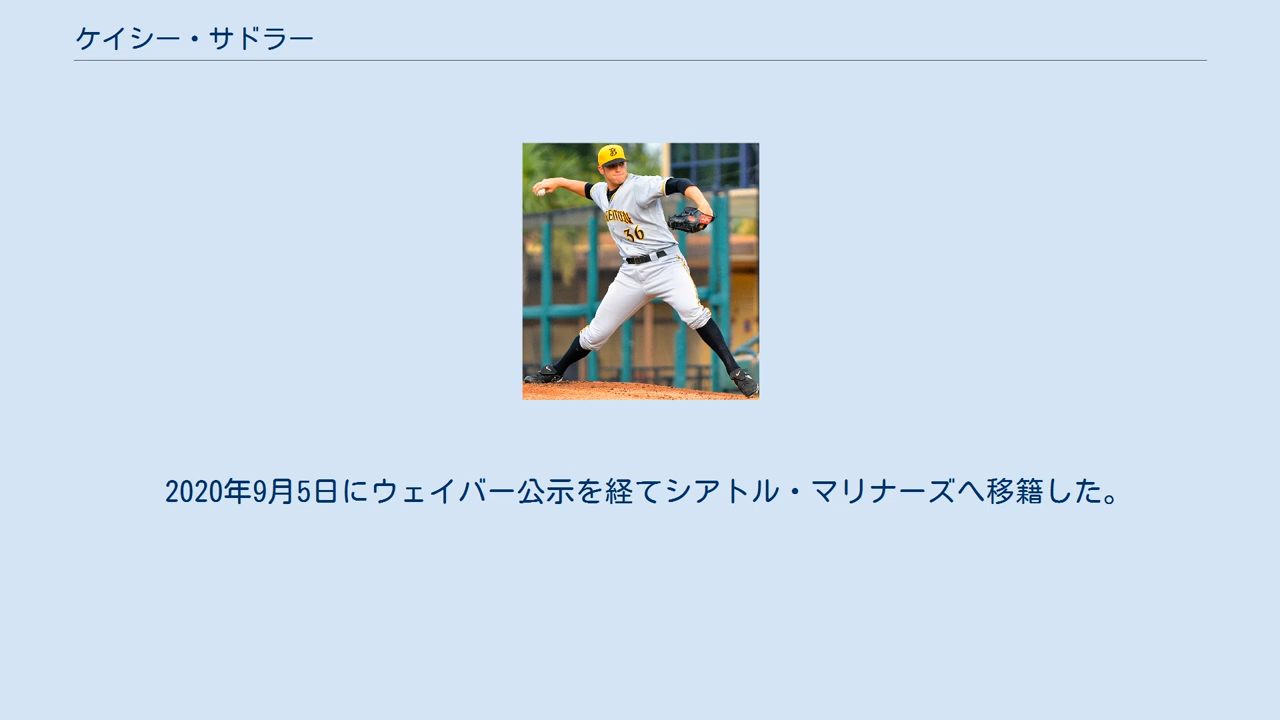 ケイシー・サドラー
B
36
2020年9月5日にウェイバー公示を経てシアトル・マリナーズへ移籍した。